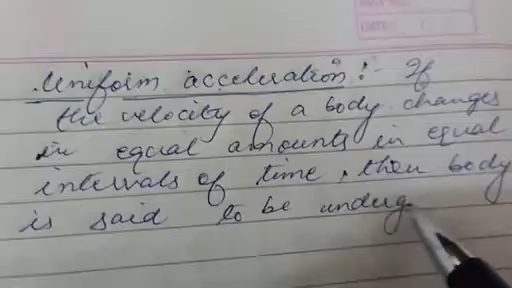 Uniform acceleration :- If
the velocity of a body changes
in equal amounts in equal
intervals of time, then body
is said to be underg
DATE: